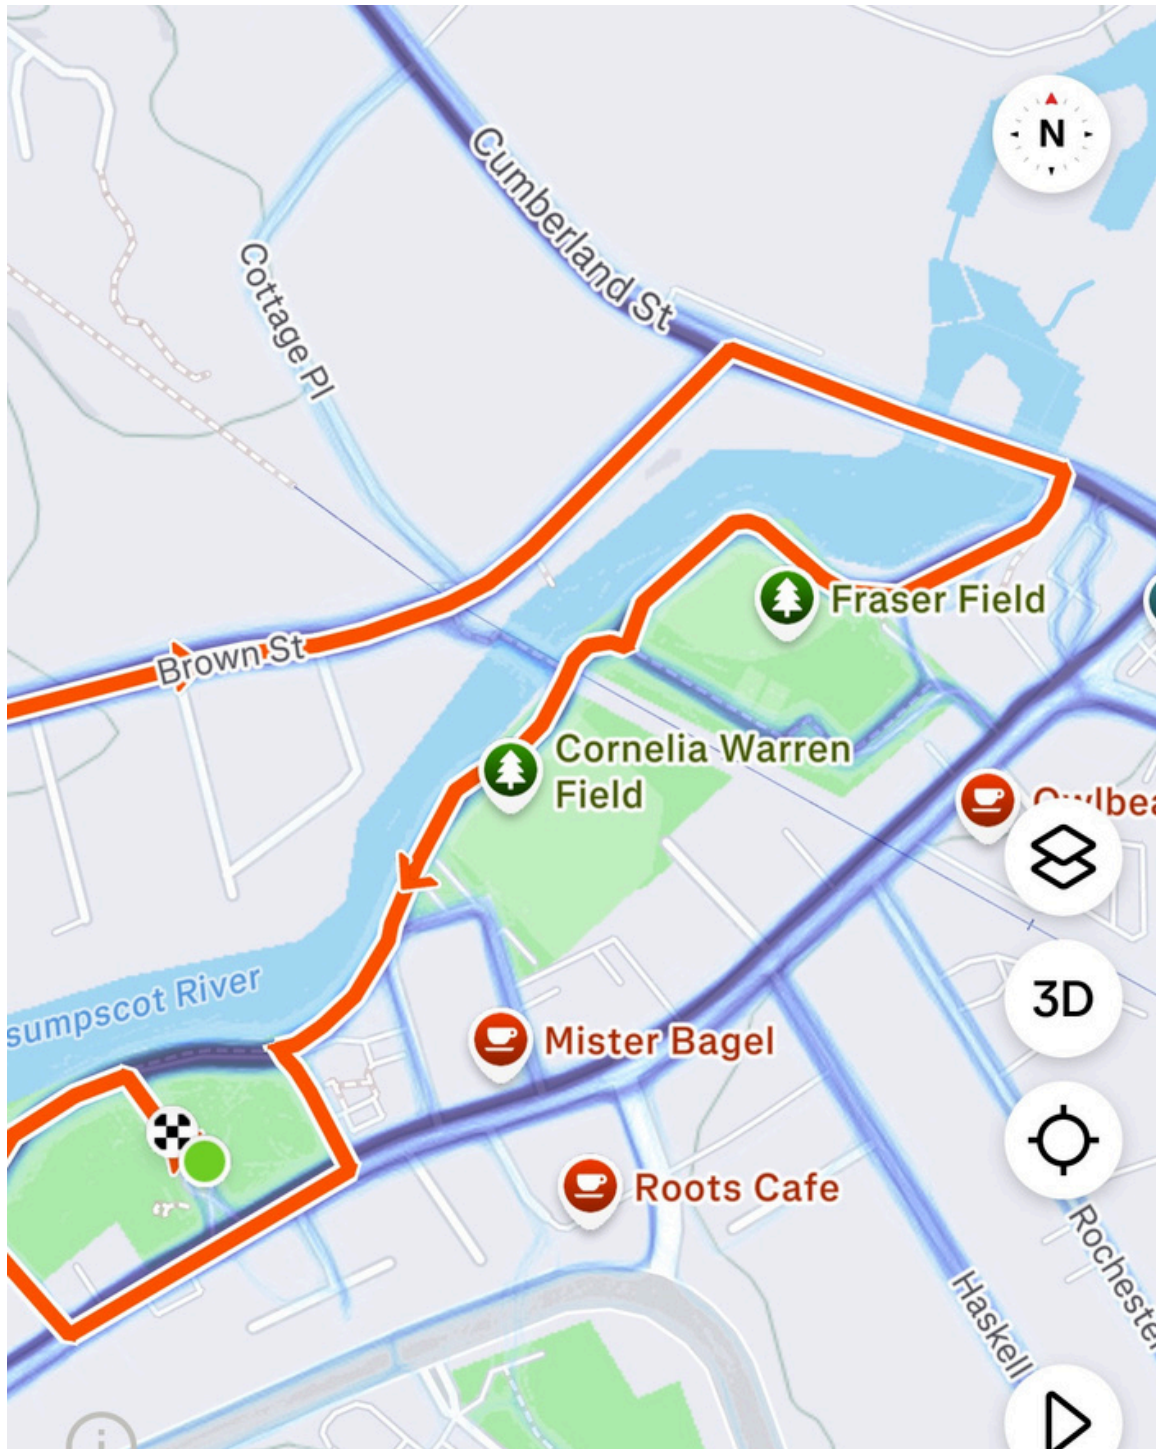 N
Cumberland St
Cottage Pl
Fraser Field
Brown St
Cornelia Warren
Field
Owlbea
sumpscot River
3D
Mister Bagel
Roots Cafe
Rochester
Haskell
i